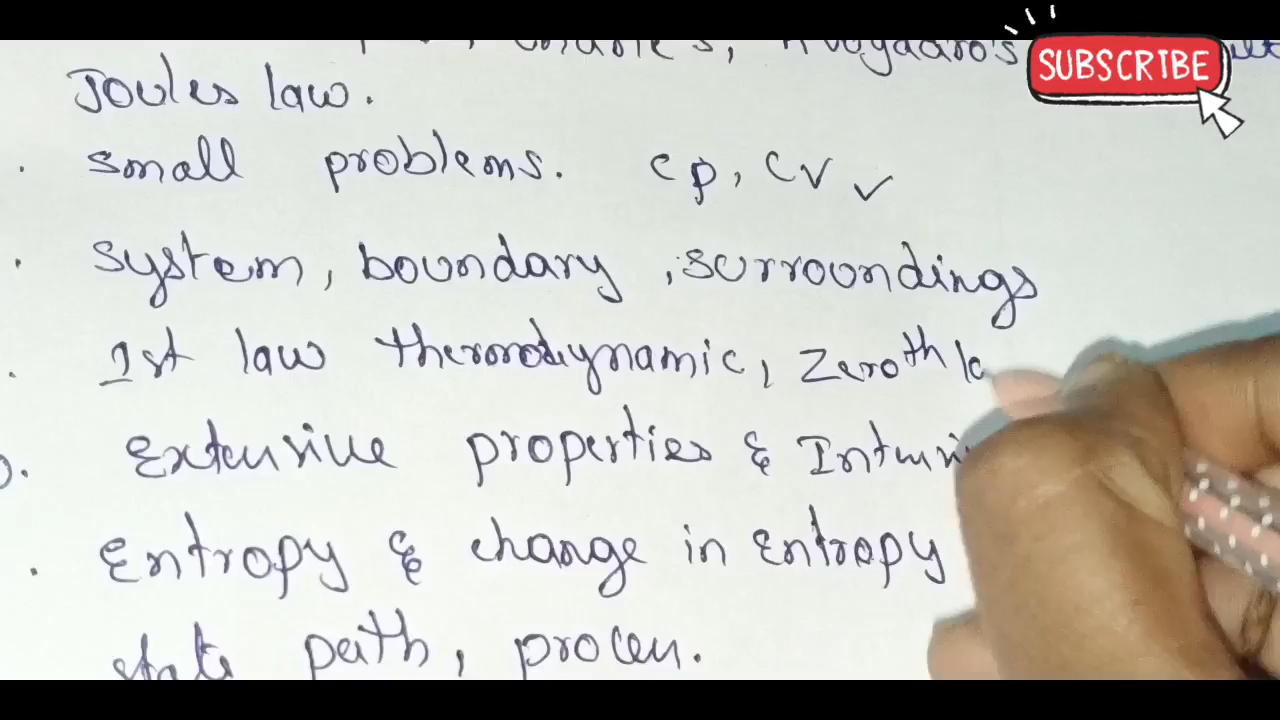 SUBSCRIBE
Joules law.
small problems. Cp, Cv ✓
system, boundary, surroundings
1st law thermodynamic, Zeroth
Extensive properties &
Entropy & change in Entropy
state path, process.